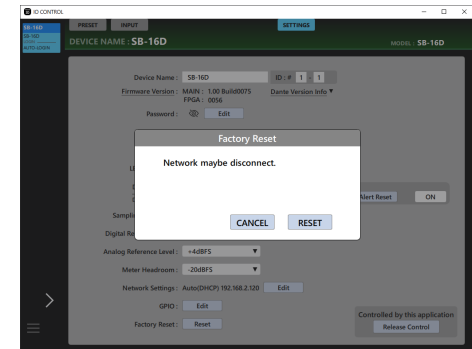 IO CONTROL
SB-16D
SB-16D
PRESET INPUT SETTINGS
DEVICE NAME : SB-16D
MODEL : SB-16D
Device Name : SB-16D ID : # 1 - 1
Firmware Version : MAIN : 1.00 Build0075 Dante Version Info ▼
FPGA : 0056
Password : Edit
Factory Reset
Network maybe disconnect.
Alert Reset ON
CANCEL RESET
Analog Reference Level : +4dBFS ▼
Meter Headroom : -20dBFS ▼
Network Settings : Auto(DHCP) 192.168.2.120 Edit
GPIO : Edit
Factory Reset : Reset
Controlled by this application
Release Control